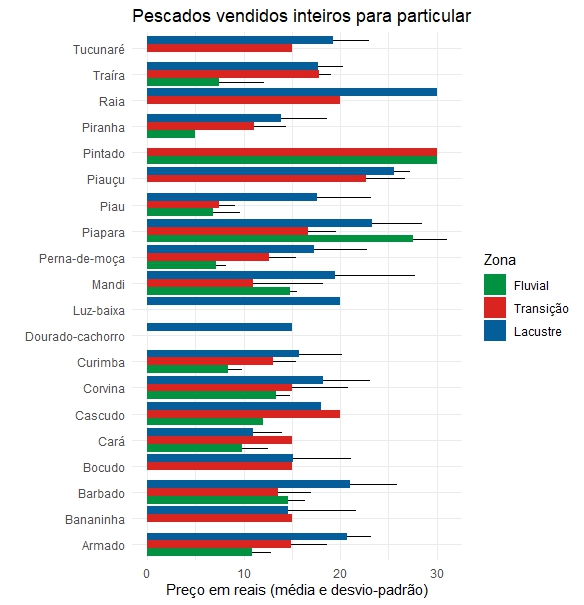 Pescados vendidos inteiros para particular
Tucunaré
Traíra
Raia
Piranha
Pintado
Piauçu
Piau
Piapara
Perna-de-moça
Mandi
Luz-baixa
Dourado-cachorro
Curimba
Corvina
Cascudo
Cará
Bocudo
Barbado
Bananinha
Armado
0 10 20 30
Preço em reais (média e desvio-padrão)
Zona
Fluvial
Transição
Lacustre